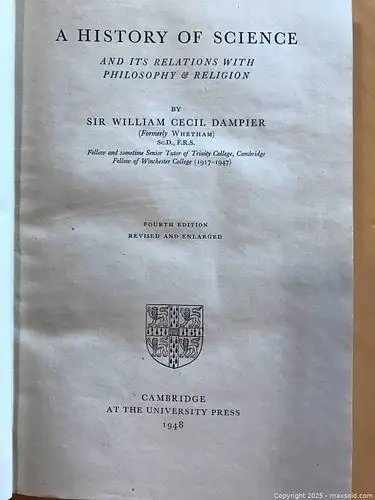 A HISTORY OF SCIENCE
AND ITS RELATIONS WITH
PHILOSOPHY & RELIGION
BY
SIR WILLIAM CECIL DAMPIER
(Formerly WHETHAM)
Sc.D., F.R.S.
Fellow and sometime Senior Tutor of Trinity College, Cambridge
Fellow of Winchester College (1917-1947)
FOURTH EDITION
REVISED AND ENLARGED
CAMBRIDGE
AT THE UNIVERSITY PRESS
1948
Copyright © 2025 - maxsold.com